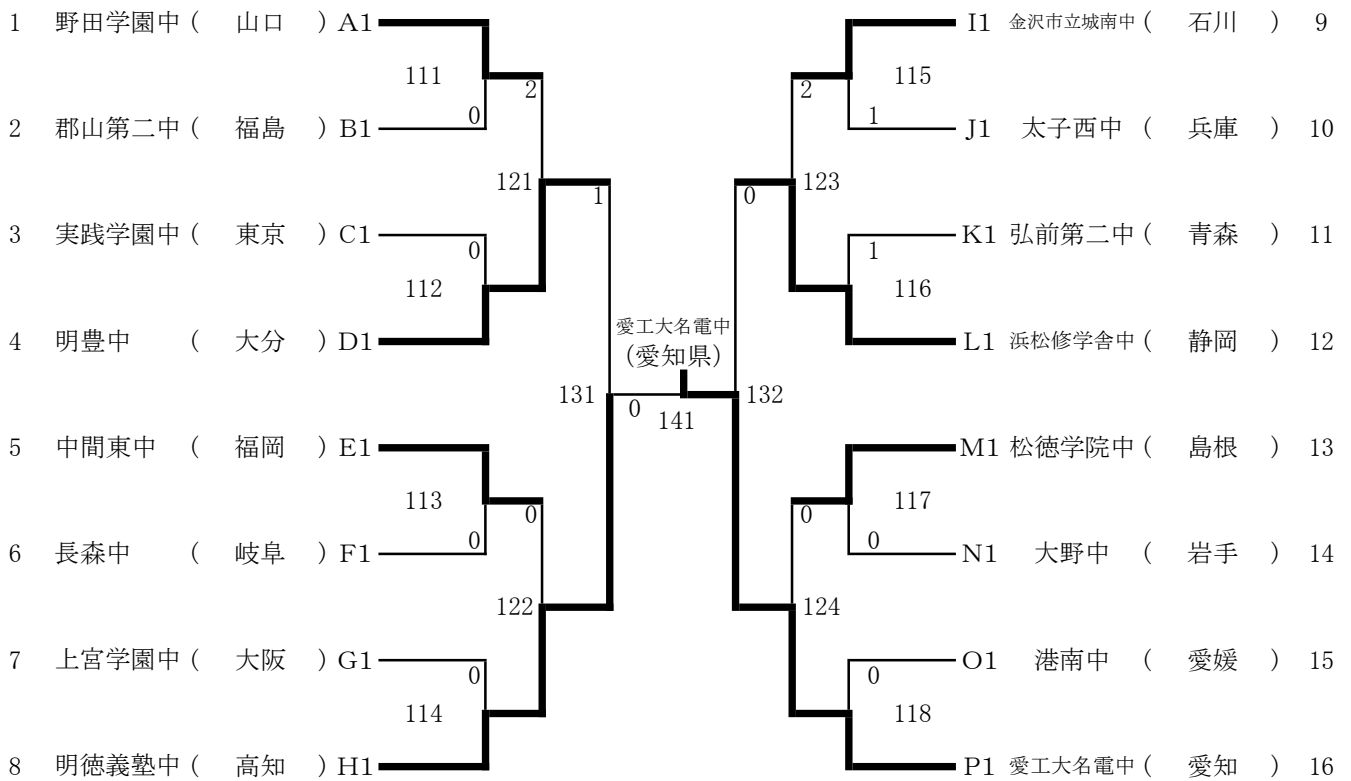 1 野田学園中 ( 山口 ) A1
I1 金沢市立城南中 ( 石川 ) 9
111
2
2
115
2 郡山第二中 ( 福島 ) B1
0
1
J1 太子西中 ( 兵庫 ) 10
121
1
0
123
3 実践学園中 ( 東京 ) C1
0
1
K1 弘前第二中 ( 青森 ) 11
112
116
4 明豊中 ( 大分 ) D1
愛工大名電中
(愛知県)
L1 浜松修学舎中 ( 静岡 ) 12
131
0
141
132
5 中間東中 ( 福岡 ) E1
M1 松徳学院中 ( 島根 ) 13
113
0
0
117
6 長森中 ( 岐阜 ) F1
0
0
N1 大野中 ( 岩手 ) 14
122
124
7 上宮学園中 ( 大阪 ) G1
0
0
O1 港南中 ( 愛媛 ) 15
114
118
8 明徳義塾中 ( 高知 ) H1
P1 愛工大名電中 ( 愛知 ) 16